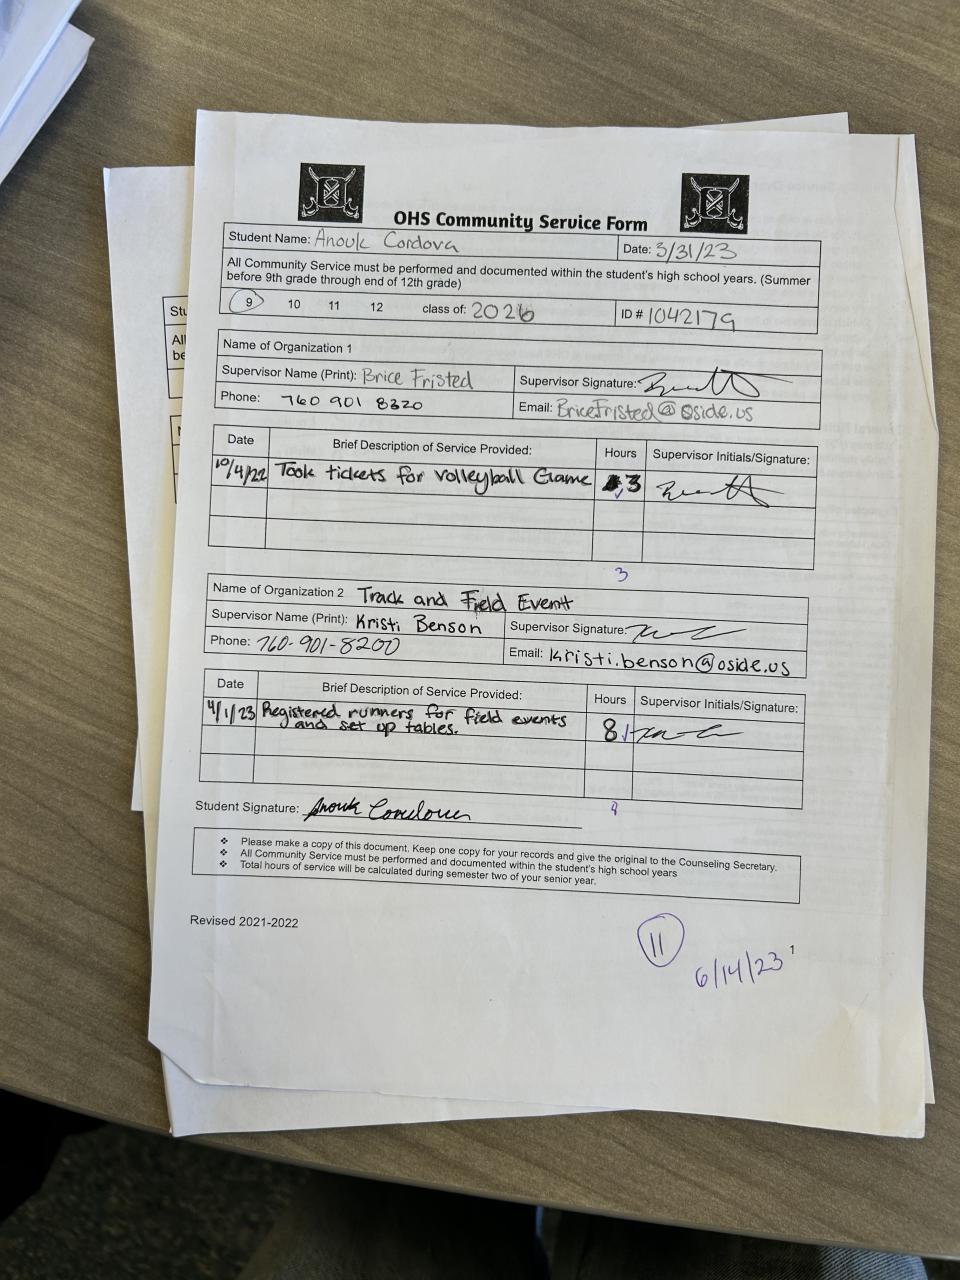 OHS Community Service Form
Student Name: Anouk Cordova
Date: 3/31/23
All Community Service must be performed and documented within the student's high school years. (Summer
before 9th grade through end of 12th grade)
9 10 11 12 class of: 2026
ID # 1042179
Name of Organization 1
Supervisor Name (Print): Brice Fristed
Supervisor Signature:
Phone: 760 901 8320
Email: BriceFristed@oside.us
Date Brief Description of Service Provided: Hours Supervisor Initials/Signature:
10/4/22 Took tickets for volleyball Game 3
3
Name of Organization 2 Track and Field Event
Supervisor Name (Print): Kristi Benson
Supervisor Signature:
Phone: 760-901-8200
Email: kristi.benson@oside.us
Date Brief Description of Service Provided: Hours Supervisor Initials/Signature:
4/1/23 Registered runners for field events 8
and set up tables.
Student Signature: Anouk Cordova
❖ Please make a copy of this document. Keep one copy for your records and give the original to the Counseling Secretary.
❖ All Community Service must be performed and documented within the student's high school years
❖ Total hours of service will be calculated during semester two of your senior year.
Revised 2021-2022
11
1
6/14/23